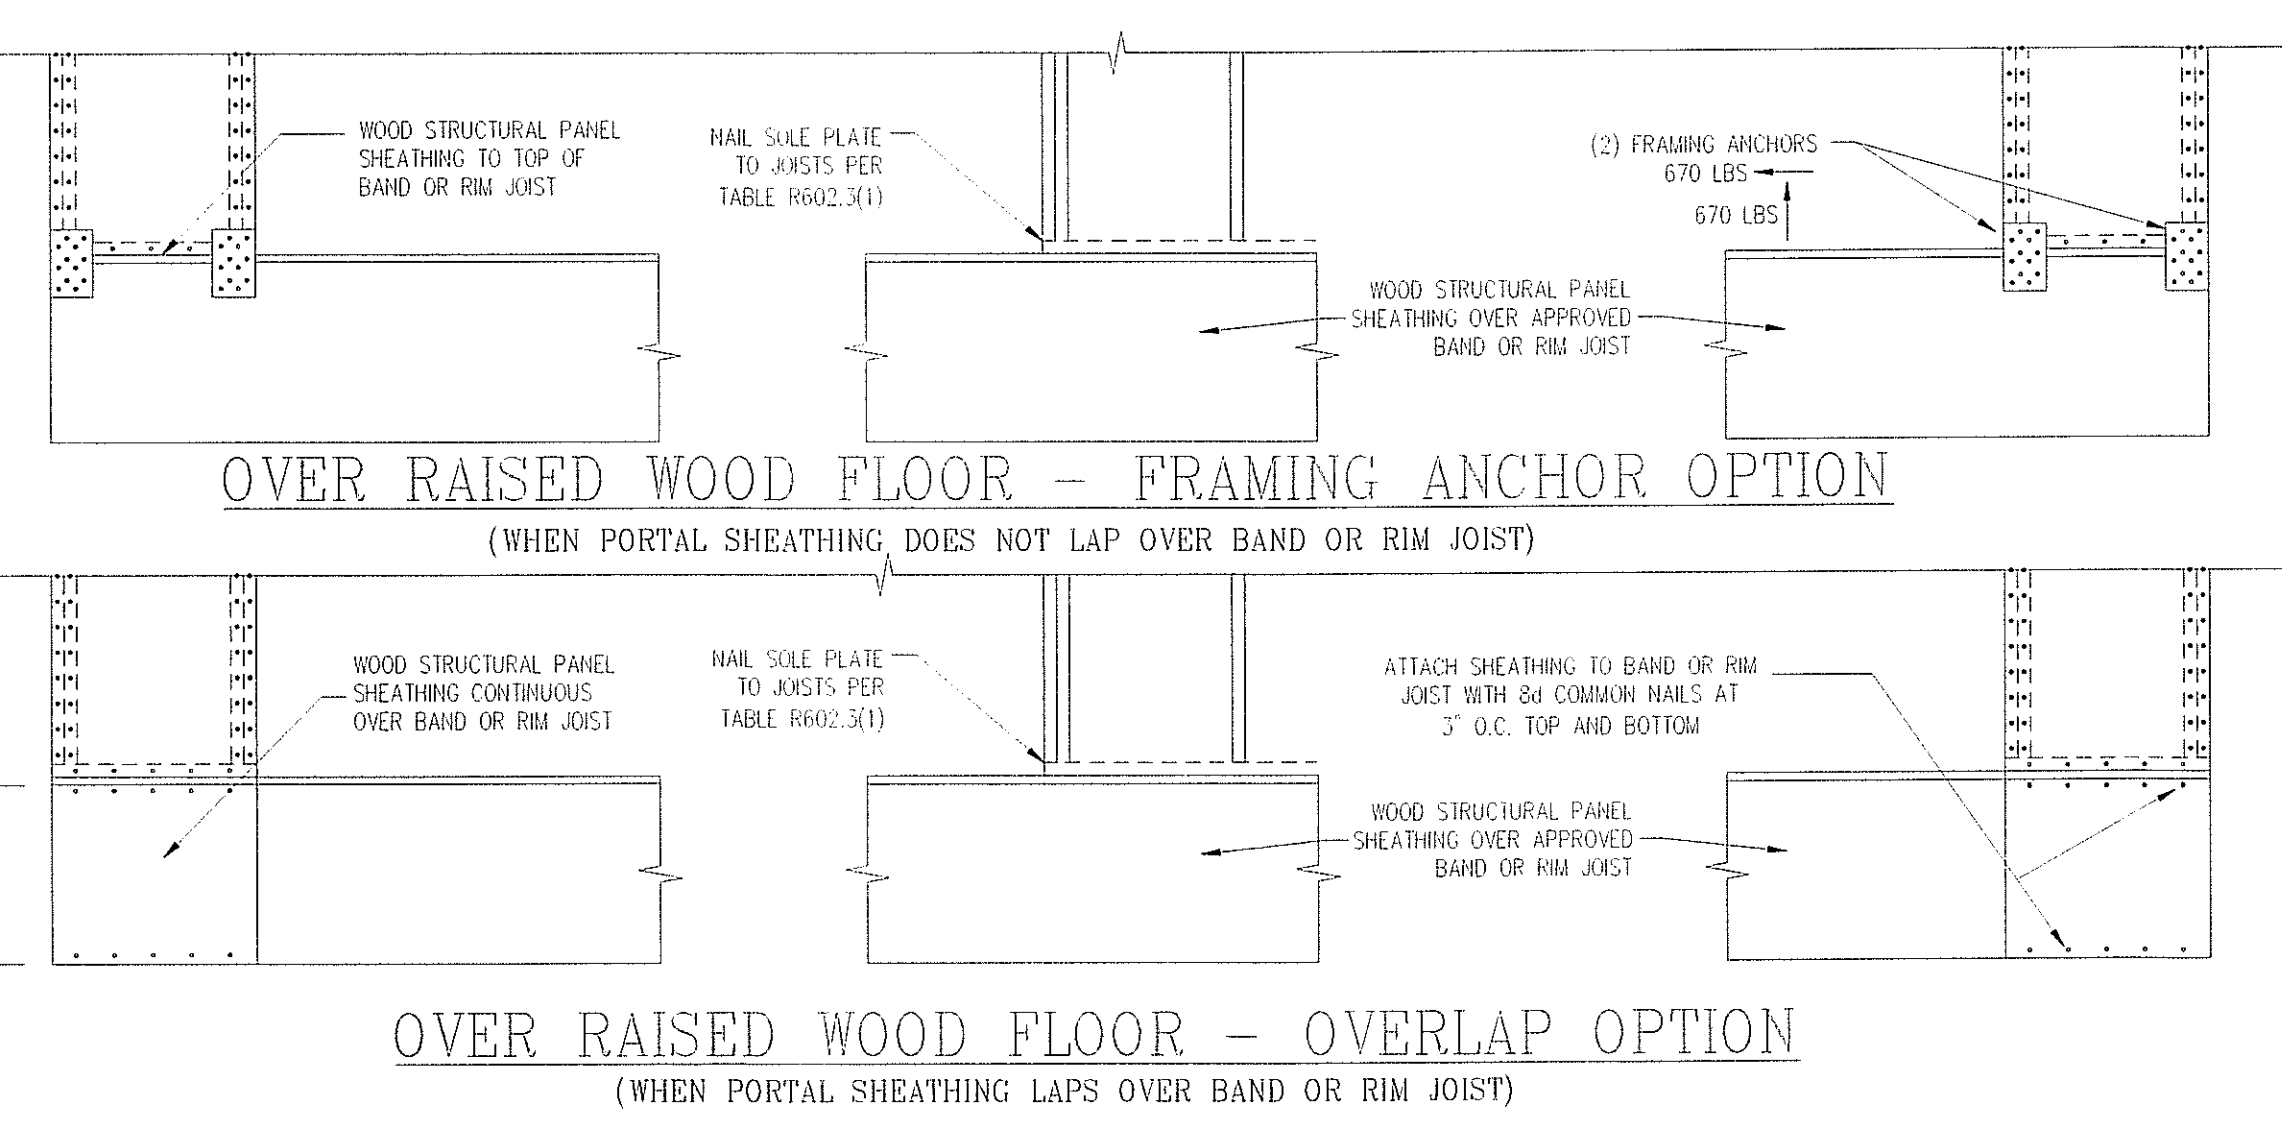 WOOD STRUCTURAL PANEL
SHEATHING TO TOP OF
BAND OR RIM JOIST
NAIL SOLE PLATE
TO JOISTS PER
TABLE R602.3(1)
(2) FRAMING ANCHORS
670 LBS
670 LBS
WOOD STRUCTURAL PANEL
SHEATHING OVER APPROVED
BAND OR RIM JOIST
OVER RAISED WOOD FLOOR - FRAMING ANCHOR OPTION
(WHEN PORTAL SHEATHING DOES NOT LAP OVER BAND OR RIM JOIST)
WOOD STRUCTURAL PANEL
SHEATHING CONTINUOUS
OVER BAND OR RIM JOIST
NAIL SOLE PLATE
TO JOISTS PER
TABLE R602.3(1)
ATTACH SHEATHING TO BAND OR RIM
JOIST WITH 8d COMMON NAILS AT
3" O.C. TOP AND BOTTOM
WOOD STRUCTURAL PANEL
SHEATHING OVER APPROVED
BAND OR RIM JOIST
OVER RAISED WOOD FLOOR - OVERLAP OPTION
(WHEN PORTAL SHEATHING LAPS OVER BAND OR RIM JOIST)